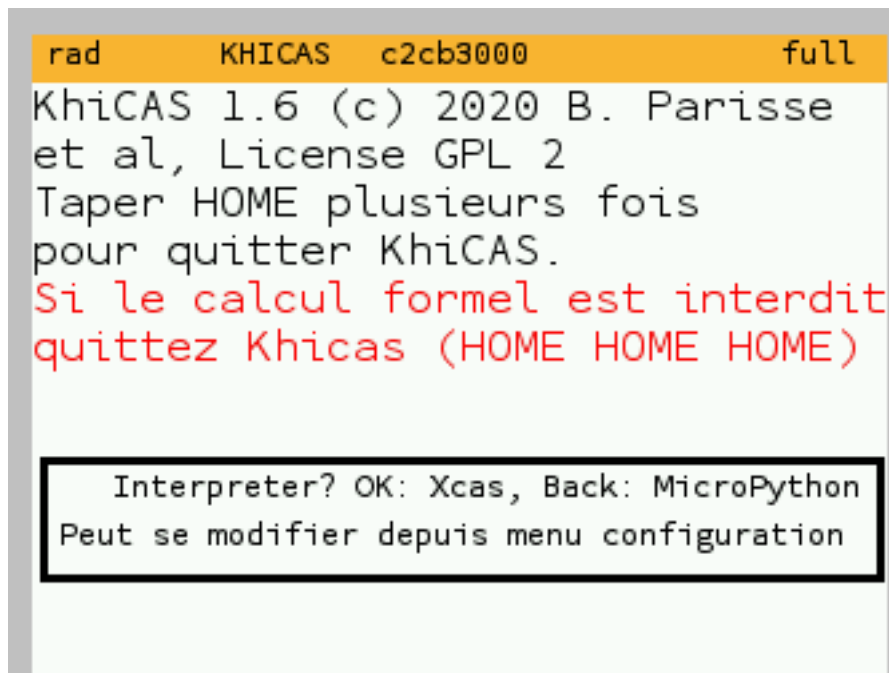 rad KHICAS c2cb3000 full
KhiCAS 1.6 (c) 2020 B. Parisse
et al, License GPL 2
Taper HOME plusieurs fois
pour quitter KhiCAS.
Si le calcul formel est interdit
quittez Khicas (HOME HOME HOME)
Interpreter? OK: Xcas, Back: MicroPython
Peut se modifier depuis menu configuration